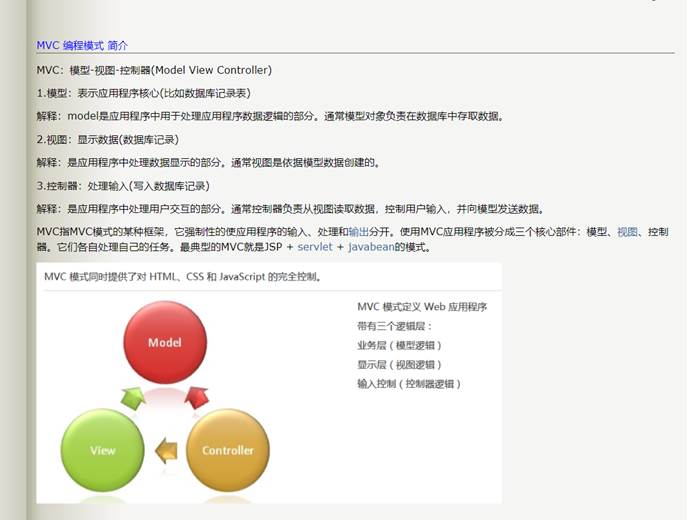 MVC 编程模式 简介
MVC：模型-视图-控制器(Model View Controller)
1.模型：表示应用程序核心(比如数据库记录表)
解释：model是应用程序中用于处理应用程序数据逻辑的部分。通常模型对象负责在数据库中存取数据。
2.视图：显示数据(数据库记录)
解释：是应用程序中处理数据显示的部分。通常视图是依据模型数据创建的。
3.控制器：处理输入(写入数据库记录)
解释：是应用程序中处理用户交互的部分。通常控制器负责从视图读取数据，控制用户输入，并向模型发送数据。
MVC指MVC模式的某种框架，它强制性的使应用程序的输入、处理和输出分开。使用MVC应用程序被分成三个核心部件：模型、视图、控制
器。它们各自处理自己的任务。最典型的MVC就是JSP + servlet + javabean的模式。
MVC 模式同时提供了对 HTML、CSS 和 JavaScript 的完全控制。
MVC 模式定义 Web 应用程序
带有三个逻辑层：
业务层（模型逻辑）
显示层（视图逻辑）
输入控制（控制器逻辑）
Model
View
Controller